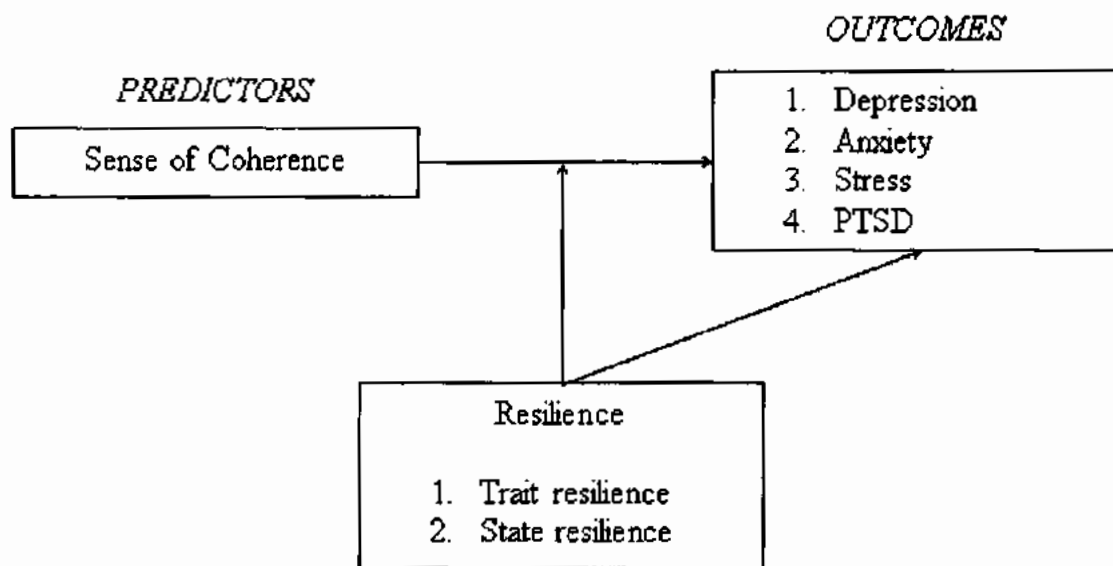 OUTCOMES
PREDICTORS
Sense of Coherence
1. Depression
2. Anxiety
3. Stress
4. PTSD
Resilience
1. Trait resilience
2. State resilience